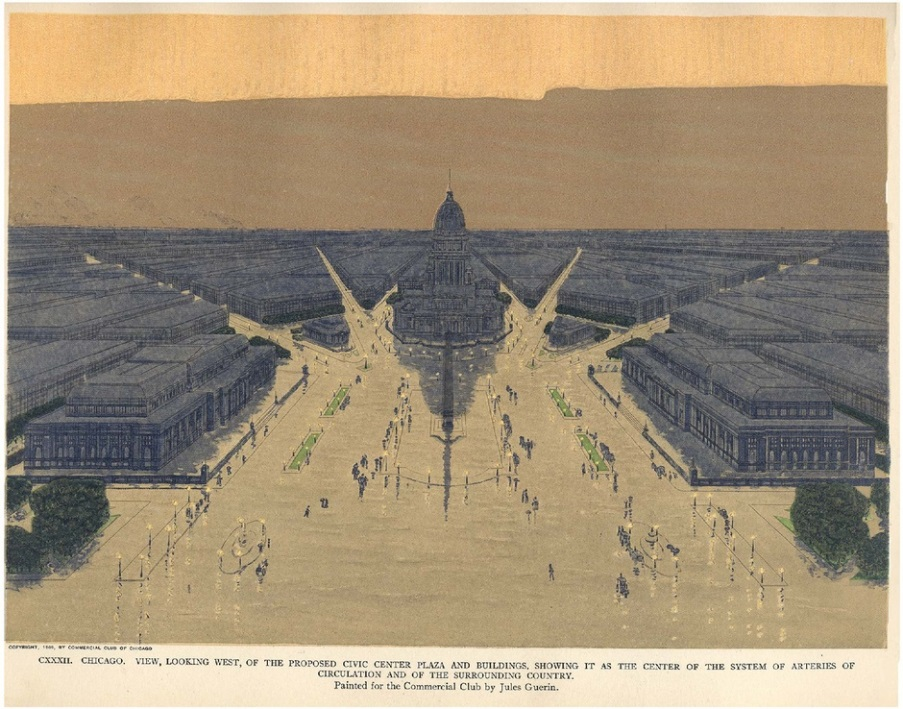 COPYRIGHT, 1908, BY COMMERCIAL CLUB OF CHICAGO
CXXXII. CHICAGO. VIEW, LOOKING WEST, OF THE PROPOSED CIVIC CENTER PLAZA AND BUILDINGS, SHOWING IT AS THE CENTER OF THE SYSTEM OF ARTERIES OF
CIRCULATION AND OF THE SURROUNDING COUNTRY.
Painted for the Commercial Club by Jules Guerin.